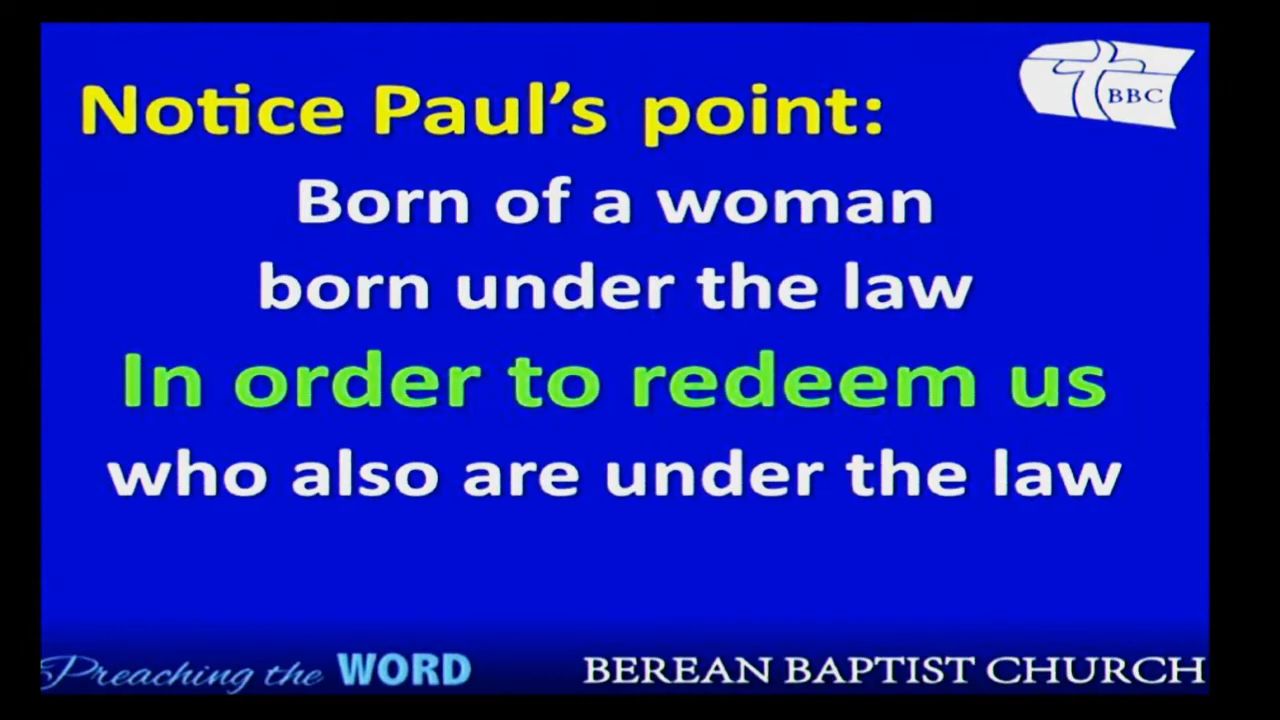 Notice Paul’s point:
BBC
Born of a woman
born under the law
In order to redeem us
who also are under the law
Preaching the WORD
BEREAN BAPTIST CHURCH